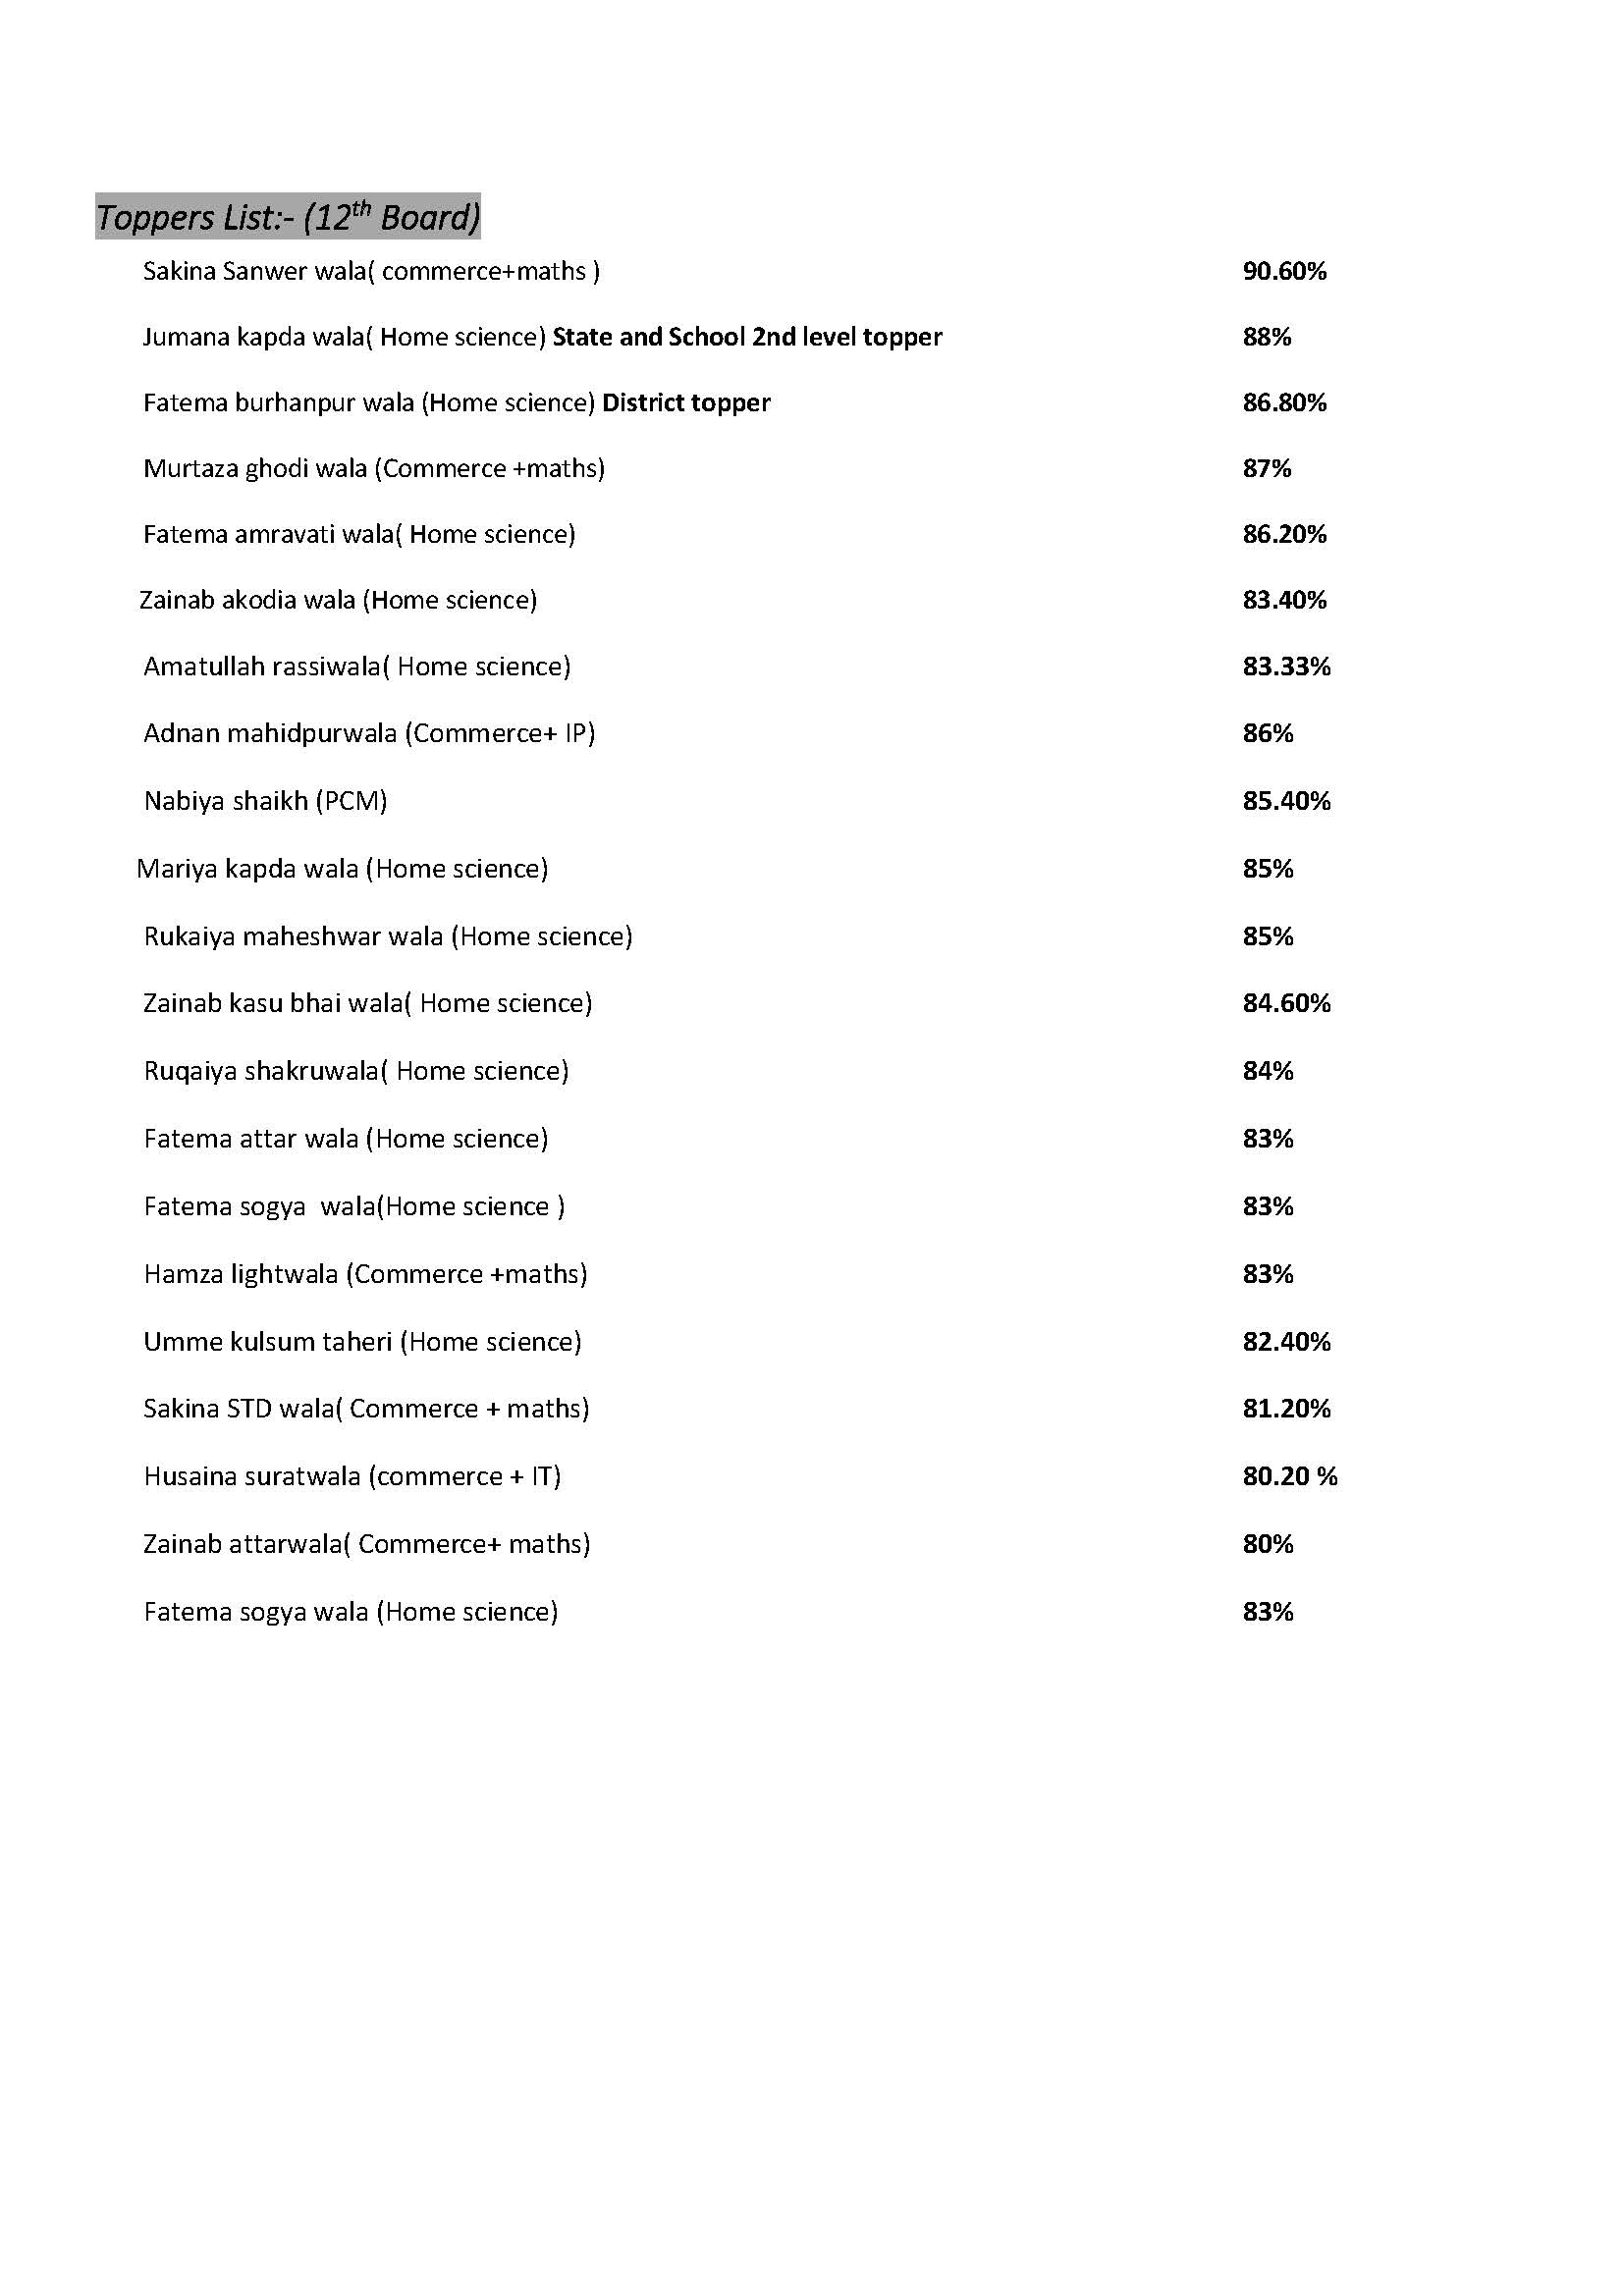 Toppers List:- (12th Board)
Sakina Sanwer wala( commerce+maths ) 90.60%
Jumana kapda wala( Home science) State and School 2nd level topper 88%
Fatema burhanpur wala (Home science) District topper 86.80%
Murtaza ghodi wala (Commerce +maths) 87%
Fatema amravati wala( Home science) 86.20%
Zainab akodia wala (Home science) 83.40%
Amatullah rassiwala( Home science) 83.33%
Adnan mahidpurwala (Commerce+ IP) 86%
Nabiya shaikh (PCM) 85.40%
Mariya kapda wala (Home science) 85%
Rukaiya maheshwar wala (Home science) 85%
Zainab kasu bhai wala( Home science) 84.60%
Ruqaiya shakruwala( Home science) 84%
Fatema attar wala (Home science) 83%
Fatema sogya  wala(Home science ) 83%
Hamza lightwala (Commerce +maths) 83%
Umme kulsum taheri (Home science) 82.40%
Sakina STD wala( Commerce + maths) 81.20%
Husaina suratwala (commerce + IT) 80.20 %
Zainab attarwala( Commerce+ maths) 80%
Fatema sogya wala (Home science) 83%